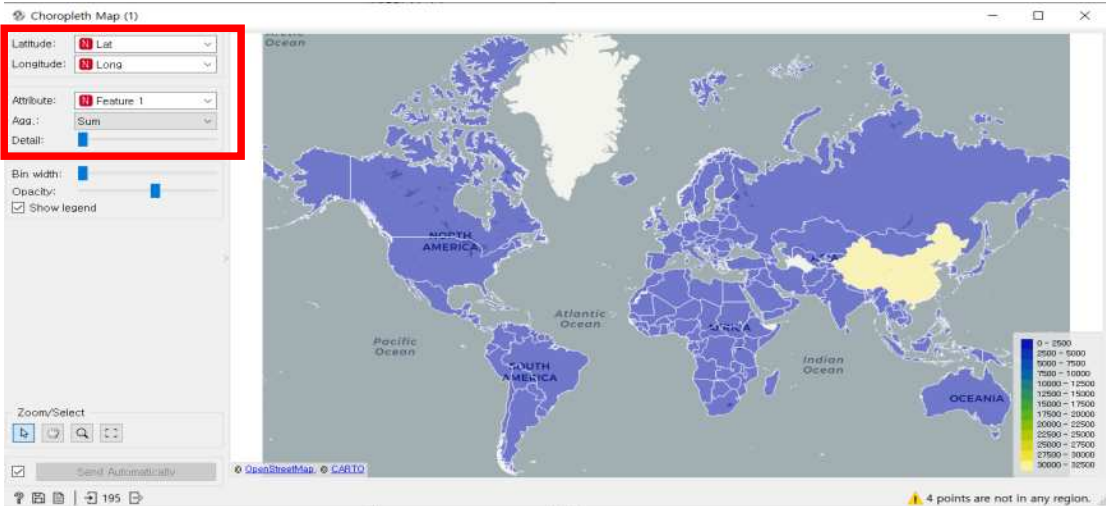 Choropleth Map (1)
Latitude: N Lat
Longitude: N Long
Attribute: N Feature 1
Agg.: Sum
Detail:
Bin width:
Opacity:
Show legend
Zoom/Select
Send Automatically
? 195
Ocean
NORTH
AMERICA
Atlantic
Ocean
Pacific
Ocean
SOUTH
AMERICA
AFRICA
Indian
Ocean
OCEANIA
0 - 2500
2500 - 5000
5000 - 7500
7500 - 10000
10000 - 12500
12500 - 15000
15000 - 17500
17500 - 20000
20000 - 22500
22500 - 25000
25000 - 27500
27500 - 30000
30000 - 32500
© OpenStreetMap, © CARTO
4 points are not in any region.